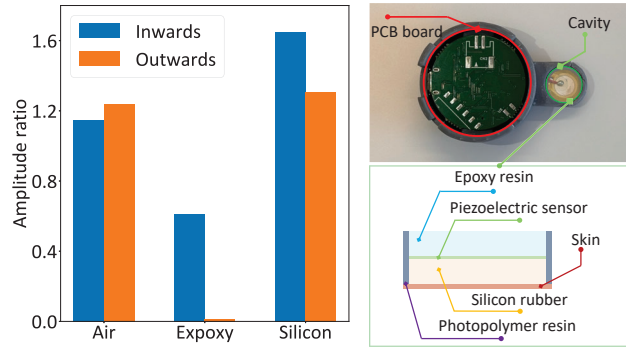 Inwards
Outwards
Amplitude ratio
1.6
1.2
0.8
0.4
0.0
Air
Expoxy
Silicon
PCB board
Cavity
Epoxy resin
Piezoelectric sensor
Skin
Silicon rubber
Photopolymer resin